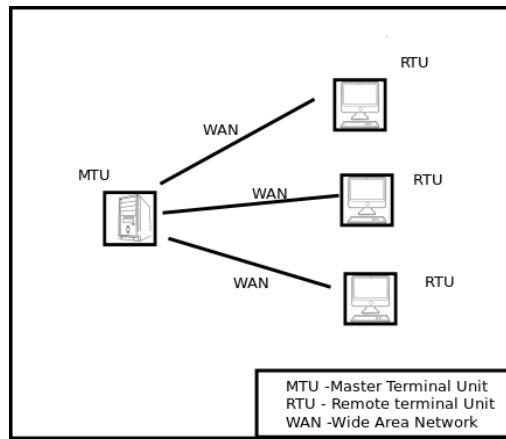 RTU
WAN
MTU
WAN
RTU
WAN
RTU
MTU -Master Terminal Unit
RTU - Remote terminal Unit
WAN -Wide Area Network